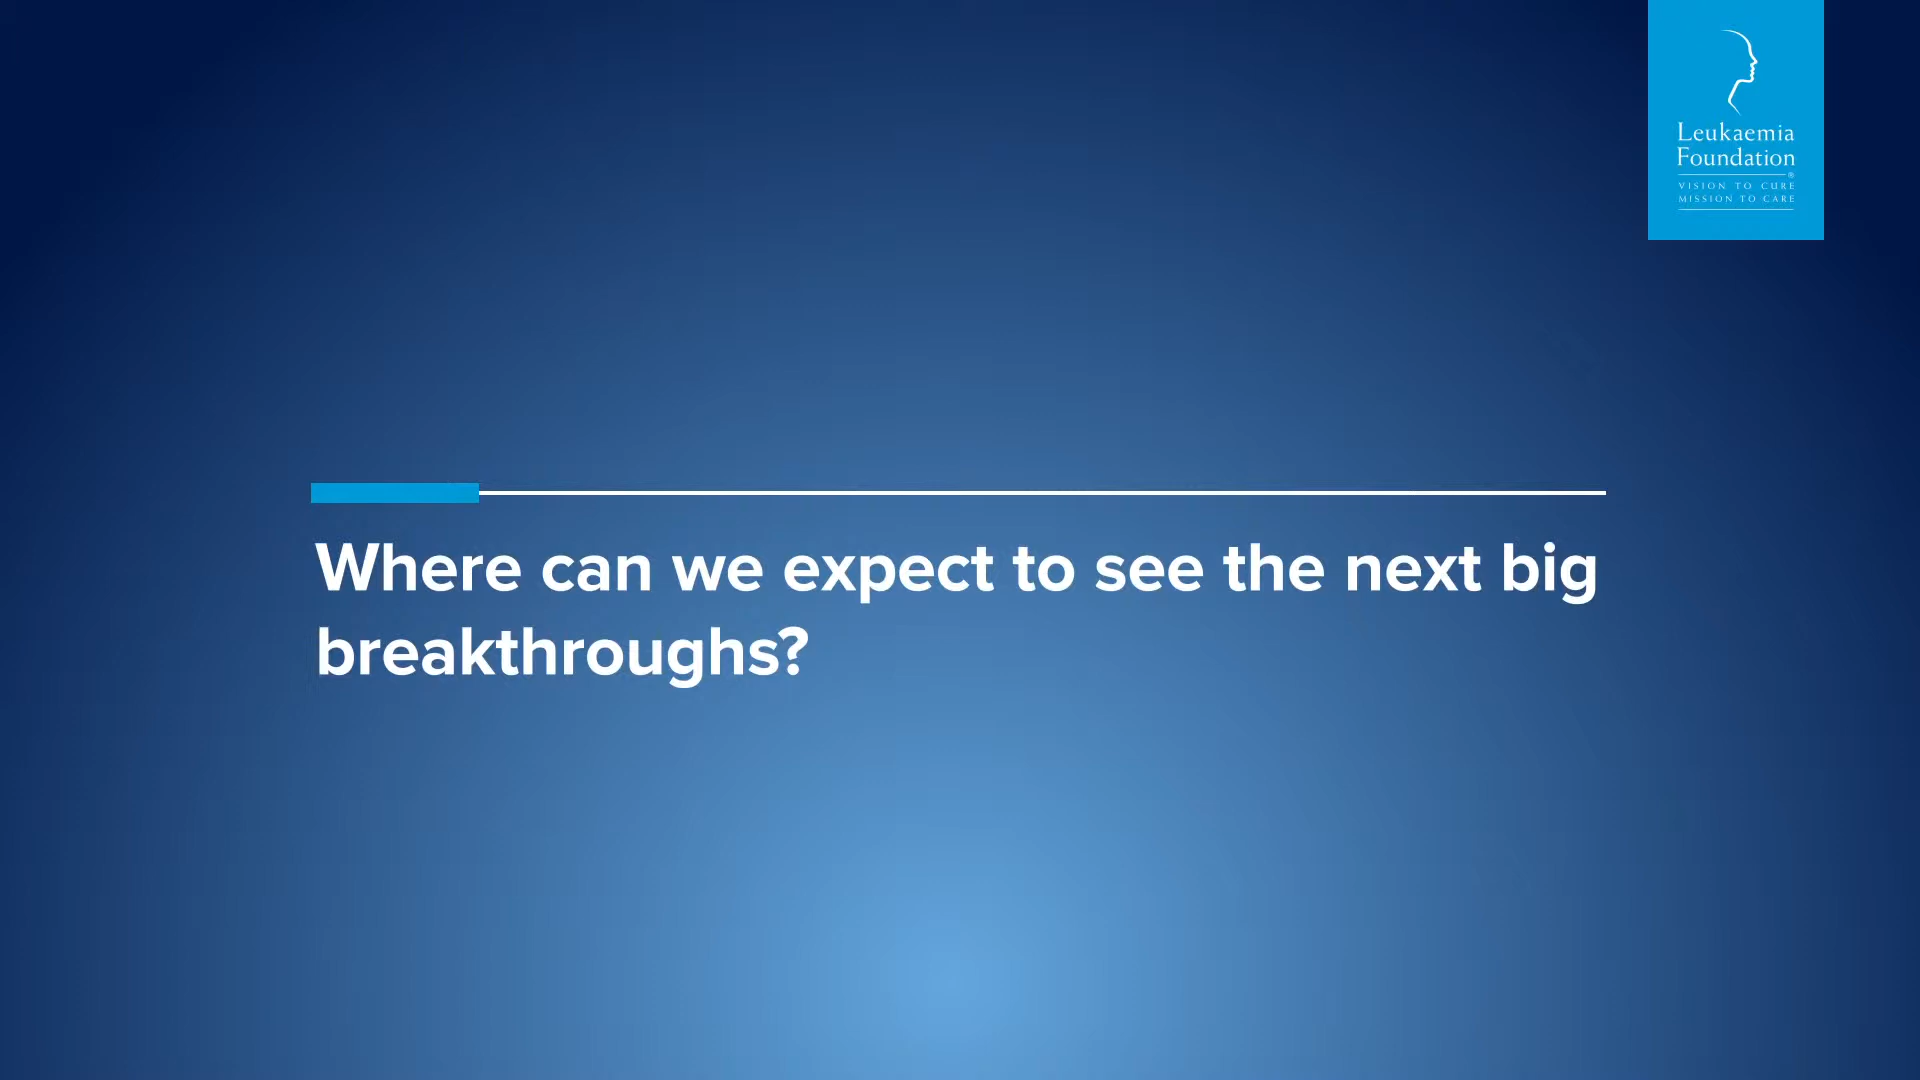 Leukaemia
Foundation
®
VISION TO CURE
MISSION TO CARE
Where can we expect to see the next big
breakthroughs?